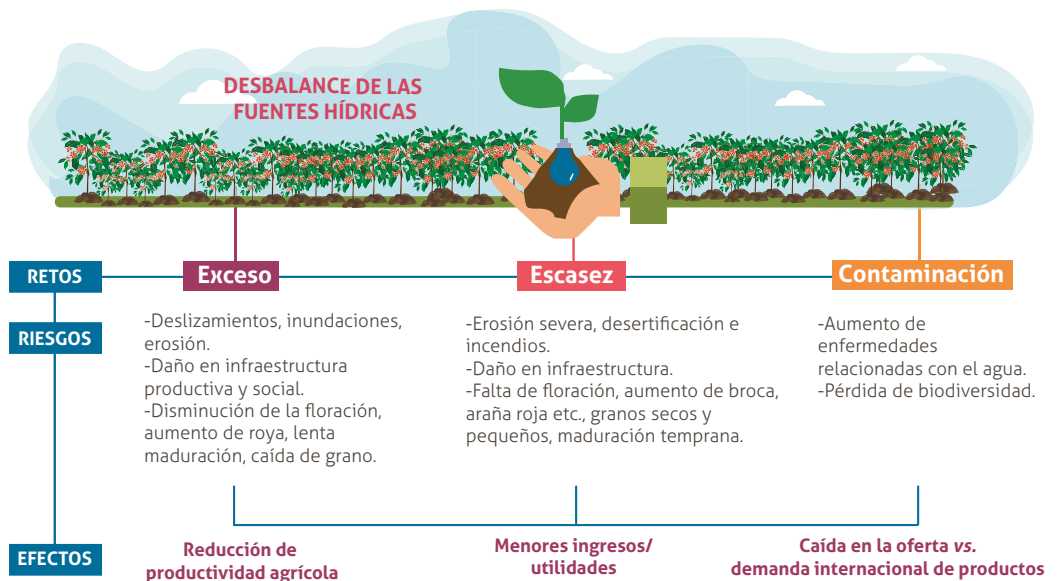 DESBALANCE DE LAS
FUENTES HÍDRICAS
RETOS
Exceso
Escasez
Contaminación
RIESGOS
-Deslizamientos, inundaciones,
erosión.
-Daño en infraestructura
productiva y social.
-Disminución de la floración,
aumento de roya, lenta
maduración, caída de grano.
-Erosión severa, desertificación e
incendios.
-Daño en infraestructura.
-Falta de floración, aumento de broca,
araña roja etc., granos secos y
pequeños, maduración temprana.
-Aumento de
enfermedades
relacionadas con el agua.
-Pérdida de biodiversidad.
EFECTOS
Reducción de
productividad agrícola
Menores ingresos/
utilidades
Caída en la oferta vs.
demanda internacional de productos